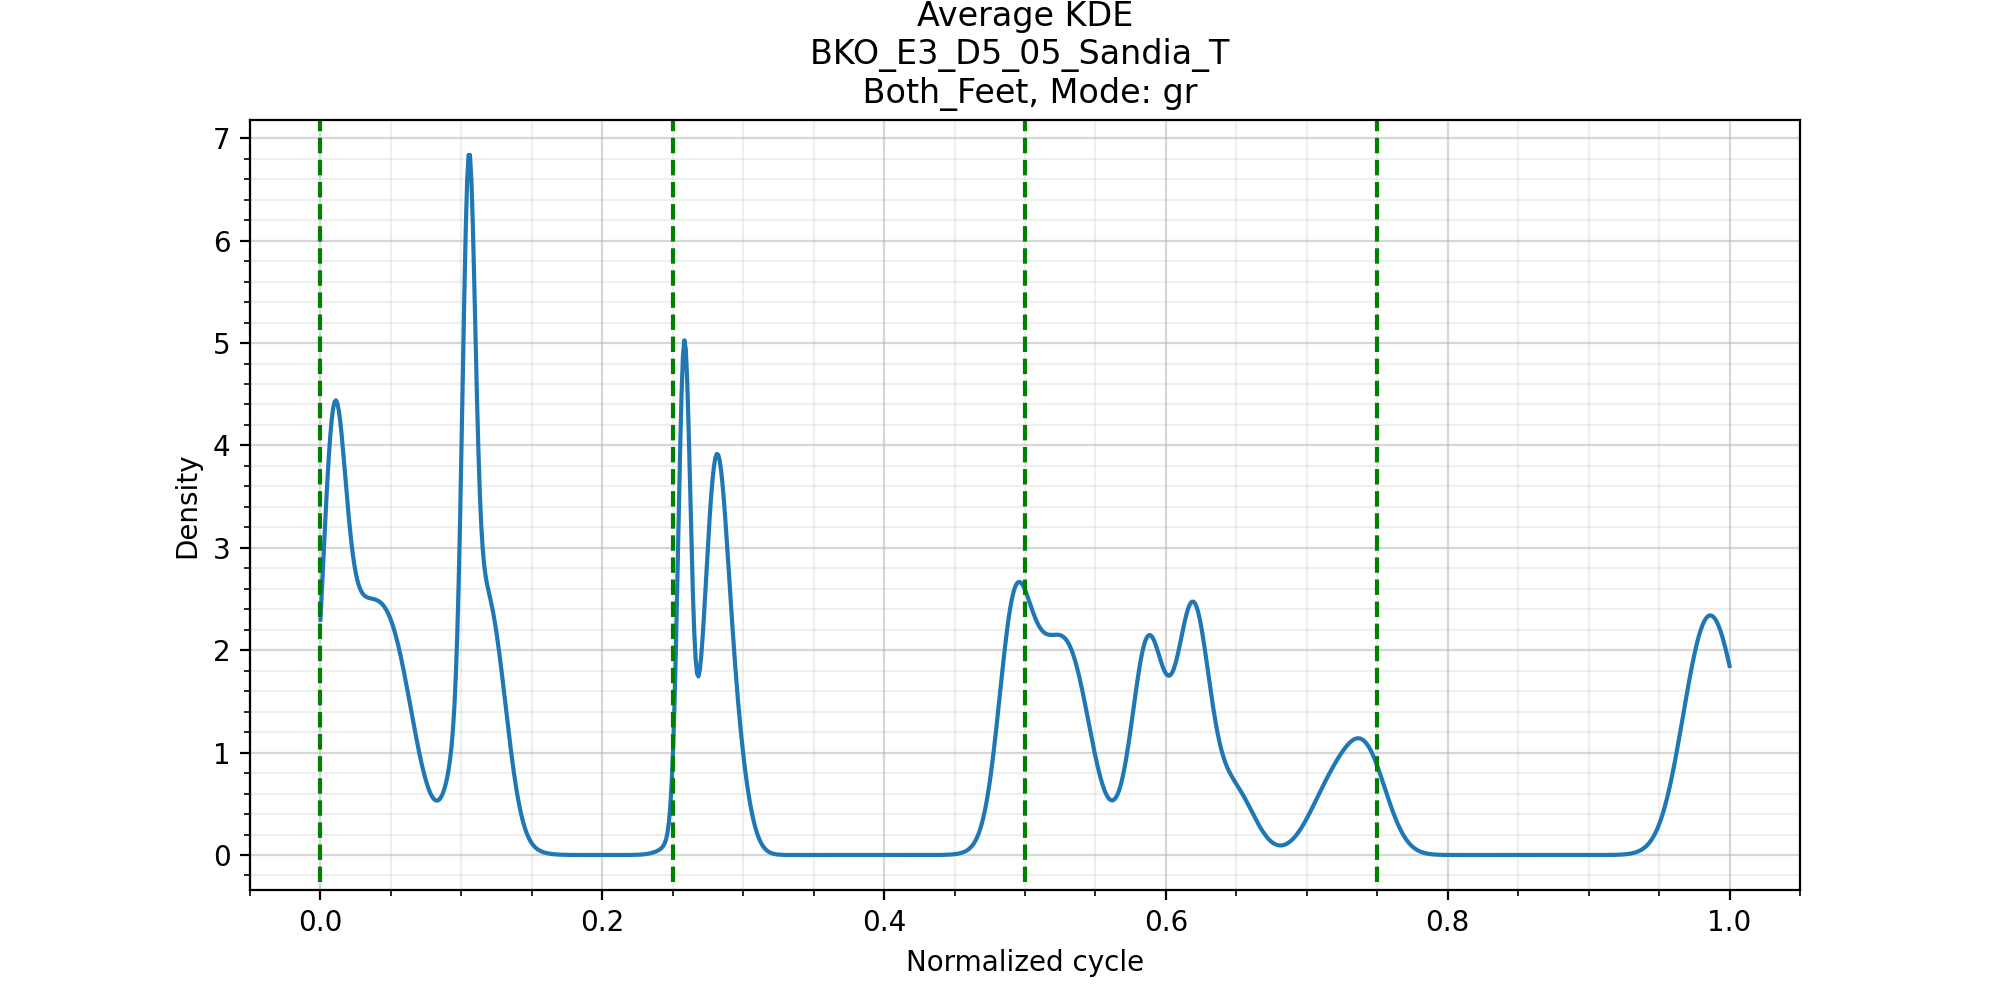 Average KDE
BKO_E3_D5_05_Sandia_T
Both_Feet, Mode: gr
7
6
5
4
3
2
1
0
Density
0.0 0.2 0.4 0.6 0.8 1.0
Normalized cycle